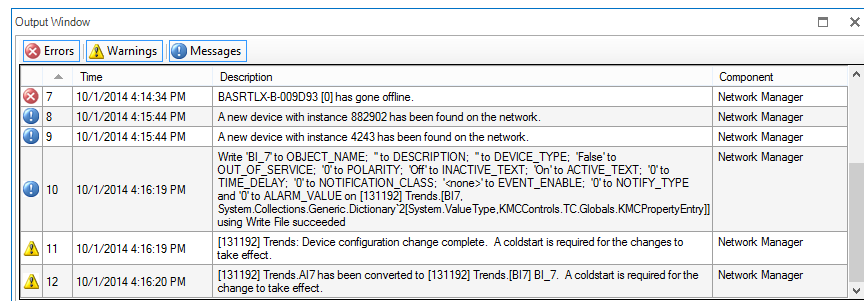 Output Window
Errors Warnings Messages
Time Description Component
7 10/1/2014 4:14:34 PM BASRTLX-B-009D93 [0] has gone offline. Network Manager
8 10/1/2014 4:15:44 PM A new device with instance 882902 has been found on the network. Network Manager
9 10/1/2014 4:15:44 PM A new device with instance 4243 has been found on the network. Network Manager
Write 'BI_7' to OBJECT_NAME; '' to DESCRIPTION; '' to DEVICE_TYPE; 'False' to Network Manager
OUT_OF_SERVICE; '0' to POLARITY; 'Off' to INACTIVE_TEXT; 'On' to ACTIVE_TEXT; '0' to
10 10/1/2014 4:16:19 PM TIME_DELAY; '0' to NOTIFICATION_CLASS; '<none>' to EVENT_ENABLE; '0' to NOTIFY_TYPE
and '0' to ALARM_VALUE on [131192] Trends.[BI7,
System.Collections.Generic.Dictionary`2[System.ValueType,KMCControls.TC.Globals.KMCPropertyEntry]]
using Write File succeeded
11 10/1/2014 4:16:19 PM [131192] Trends: Device configuration change complete. A coldstart is required for the changes to Network Manager
take effect.
12 10/1/2014 4:16:20 PM [131192] Trends.AI7 has been converted to [131192] Trends.[BI7] BI_7. A coldstart is required for the Network Manager
change to take effect.